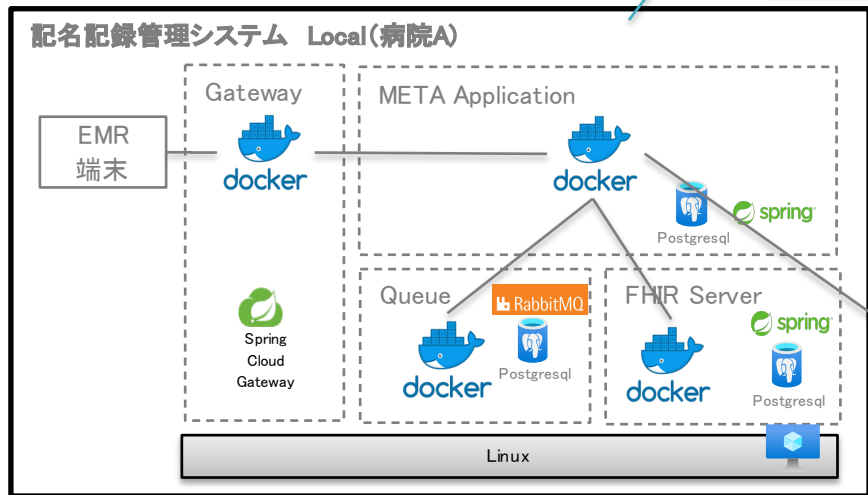 記名記録管理システム Local(病院A)
Gateway
META Application
EMR
端末
docker
docker
spring
Postgresql
Queue
RabbitMQ
FHIR Server
spring
Spring
Cloud
Gateway
docker
Postgresql
docker
Postgresql
Linux